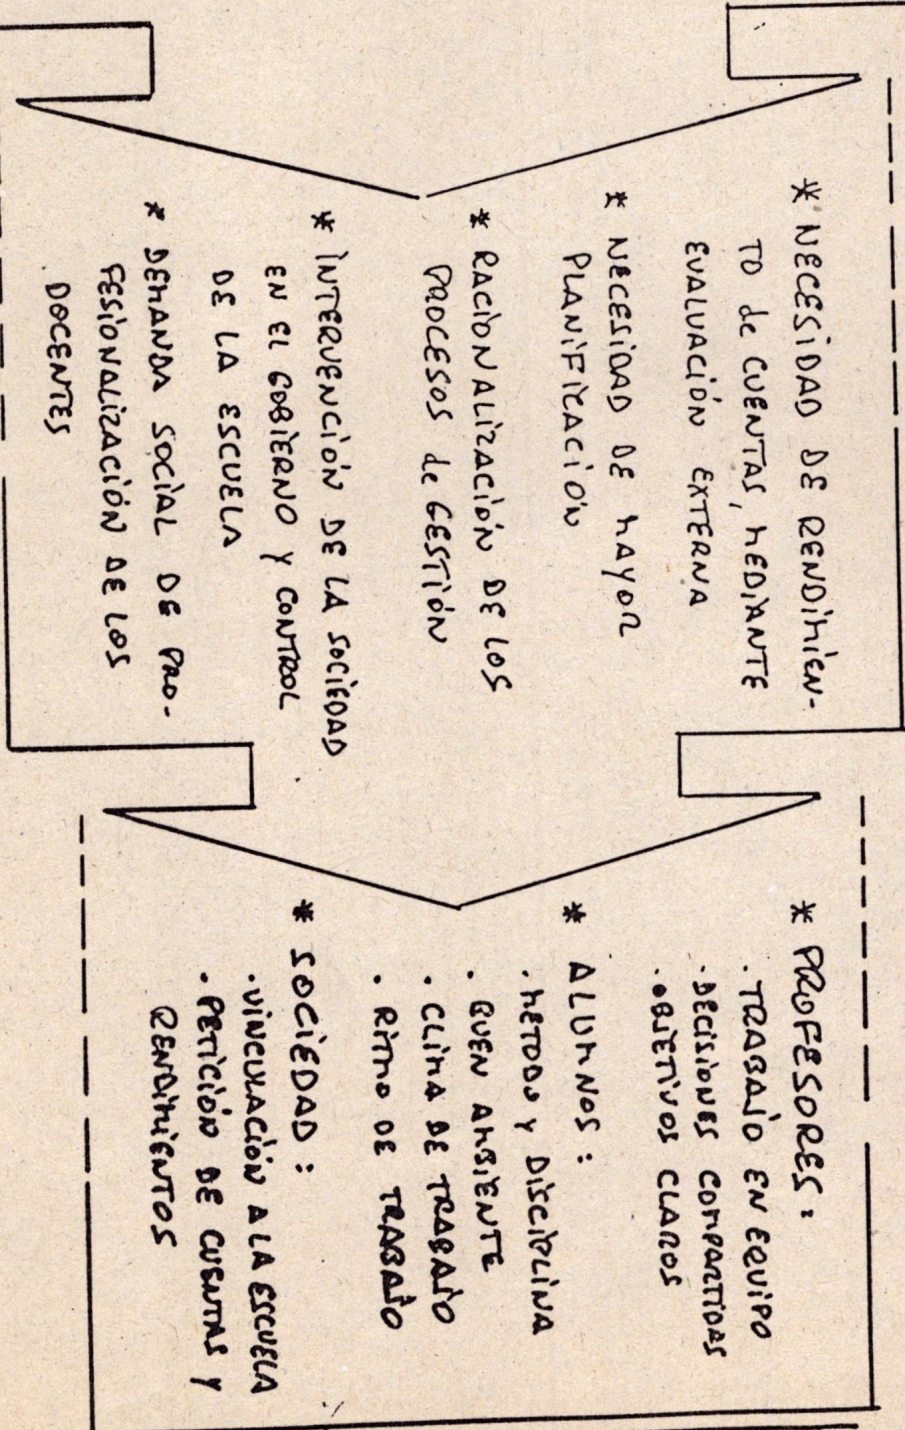 * NECESIDAD DE RENDIMIEN-
TO de CUENTAS, MEDIANTE
EVALUACIÓN EXTERNA
* NECESIDAD DE MAYOR
PLANIFICACIÓN
* RACIONALIZACIÓN DE LOS
PROCESOS de GESTIÓN
* INTERVENCIÓN DE LA SOCIEDAD
EN EL GOBIERNO Y CONTROL
DE LA ESCUELA
* DEMANDA SOCIAL DE PRO-
FESIONALIZACIÓN DE LOS
DOCENTES
* PROFESORES:
. TRABAJO EN EQUIPO
. DECISIONES COMPARTIDAS
. OBJETIVOS CLAROS
* ALUMNOS:
. METODO Y DISCIPLINA
. BUEN AMBIENTE
. CLIMA DE TRABAJO
. RITMO DE TRABAJO
* SOCIEDAD:
. VINCULACIÓN A LA ESCUELA
. PETICIÓN DE CUENTAS Y
RENDIMIENTOS